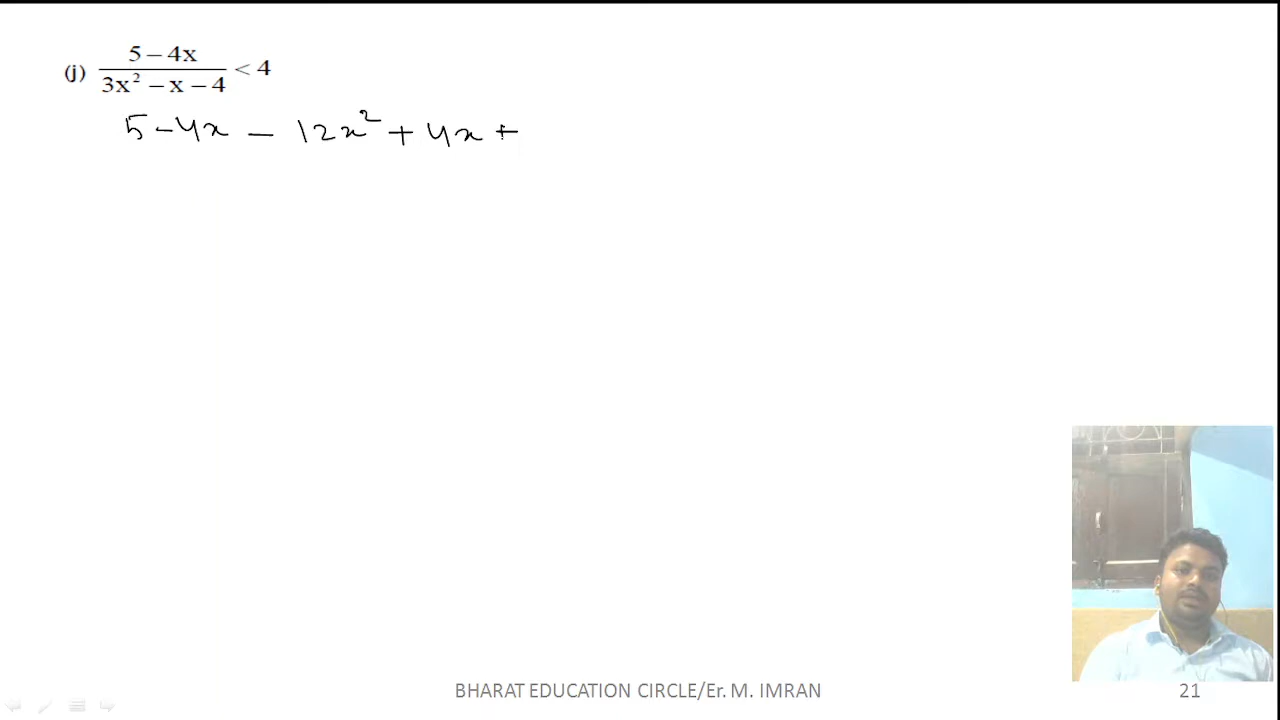 (j) (5 − 4x)/(3x² − x − 4) < 4
5 − 4x − 12x² + 4x +
BHARAT EDUCATION CIRCLE/Er. M. IMRAN
21